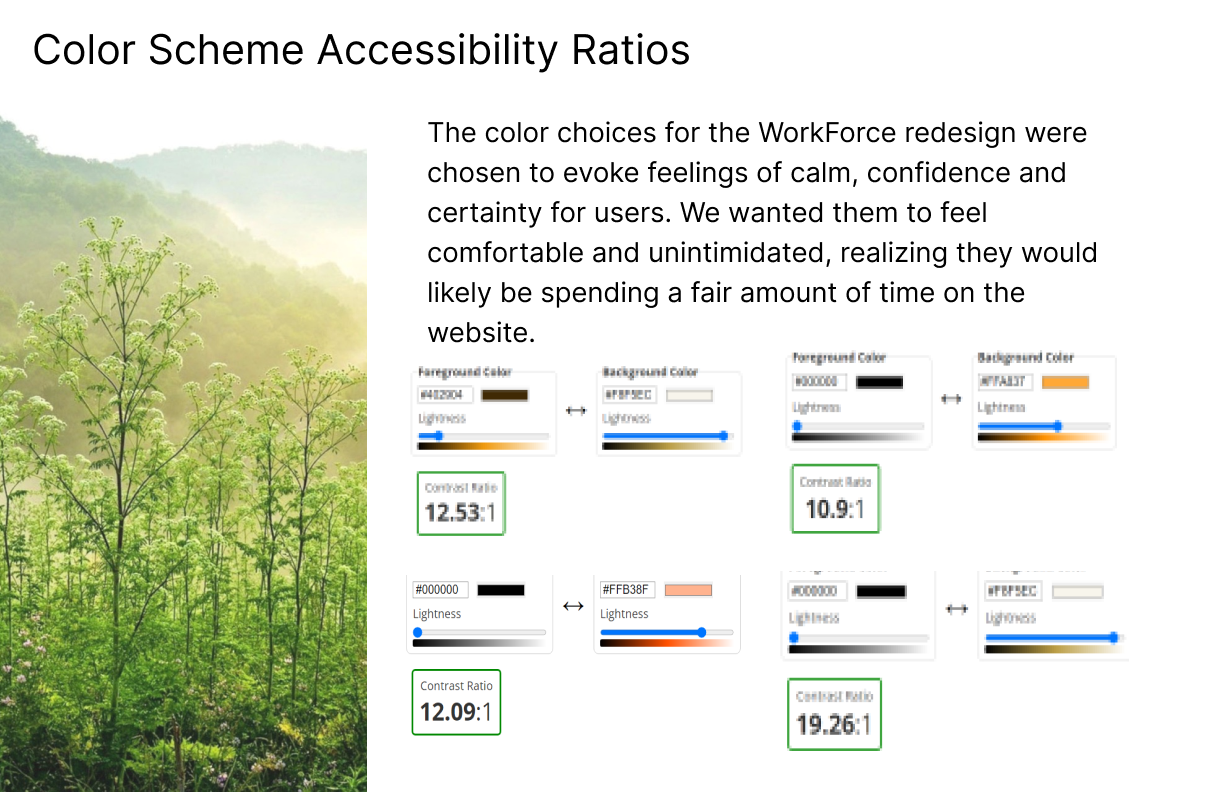 Color Scheme Accessibility Ratios
The color choices for the WorkForce redesign were
chosen to evoke feelings of calm, confidence and
certainty for users. We wanted them to feel
comfortable and unintimidated, realizing they would
likely be spending a fair amount of time on the
website.
Foreground Color
Background Color
#F8F5EC
Lightness
Lightness
Contrast Ratio
12.53:1
Foreground Color
Background Color
#000000
Lightness
Lightness
Contrast Ratio
10.9:1
#000000
#FFB38F
Lightness
Lightness
Contrast Ratio
12.09:1
#000000
#F8F5EC
Lightness
Lightness
Contrast Ratio
19.26:1